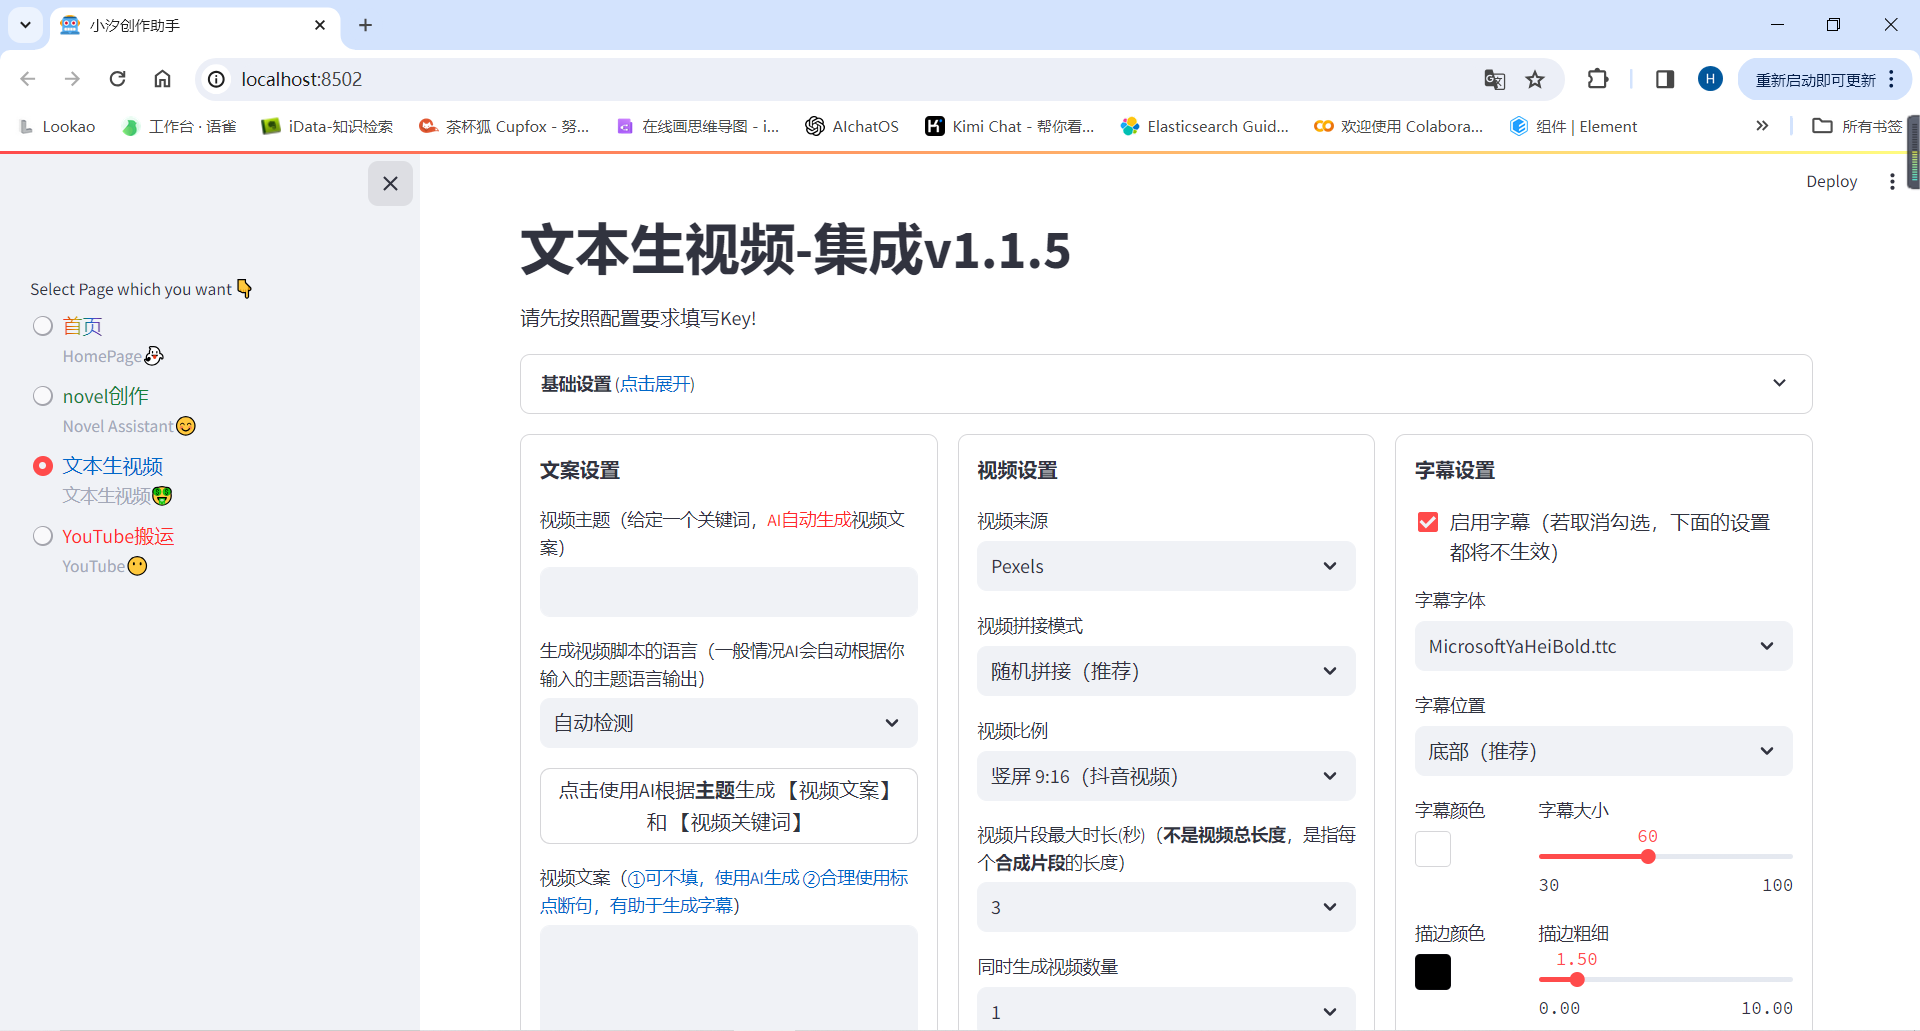 小汐创作助手
localhost:8502
H
重新启动即可更新
Lookao
工作台 · 语雀
iData-知识检索
茶杯狐 Cupfox - 努...
在线画思维导图 - i...
AIchatOS
Kimi Chat - 帮你看...
Elasticsearch Guid...
欢迎使用 Colabora...
组件 | Element
所有书签
Deploy
Select Page which you want
首页
HomePage
novel创作
Novel Assistant
文本生视频
文本生视频
YouTube搬运
YouTube
文本生视频-集成v1.1.5
请先按照配置要求填写Key!
基础设置 (点击展开)
文案设置
视频主题（给定一个关键词，AI自动生成视频文
案）
生成视频脚本的语言（一般情况AI会自动根据你
输入的主题语言输出）
自动检测
点击使用AI根据主题生成 【视频文案】
和 【视频关键词】
视频文案（①可不填，使用AI生成 ②合理使用标
点断句，有助于生成字幕）
视频设置
视频来源
Pexels
视频拼接模式
随机拼接（推荐）
视频比例
竖屏 9:16（抖音视频）
视频片段最大时长(秒)（不是视频总长度，是指每
个合成片段的长度）
3
同时生成视频数量
1
字幕设置
启用字幕（若取消勾选，下面的设置
都将不生效）
字幕字体
MicrosoftYaHeiBold.ttc
字幕位置
底部（推荐）
字幕颜色
字幕大小
60
30
100
描边颜色
描边粗细
1.50
0.00
10.00